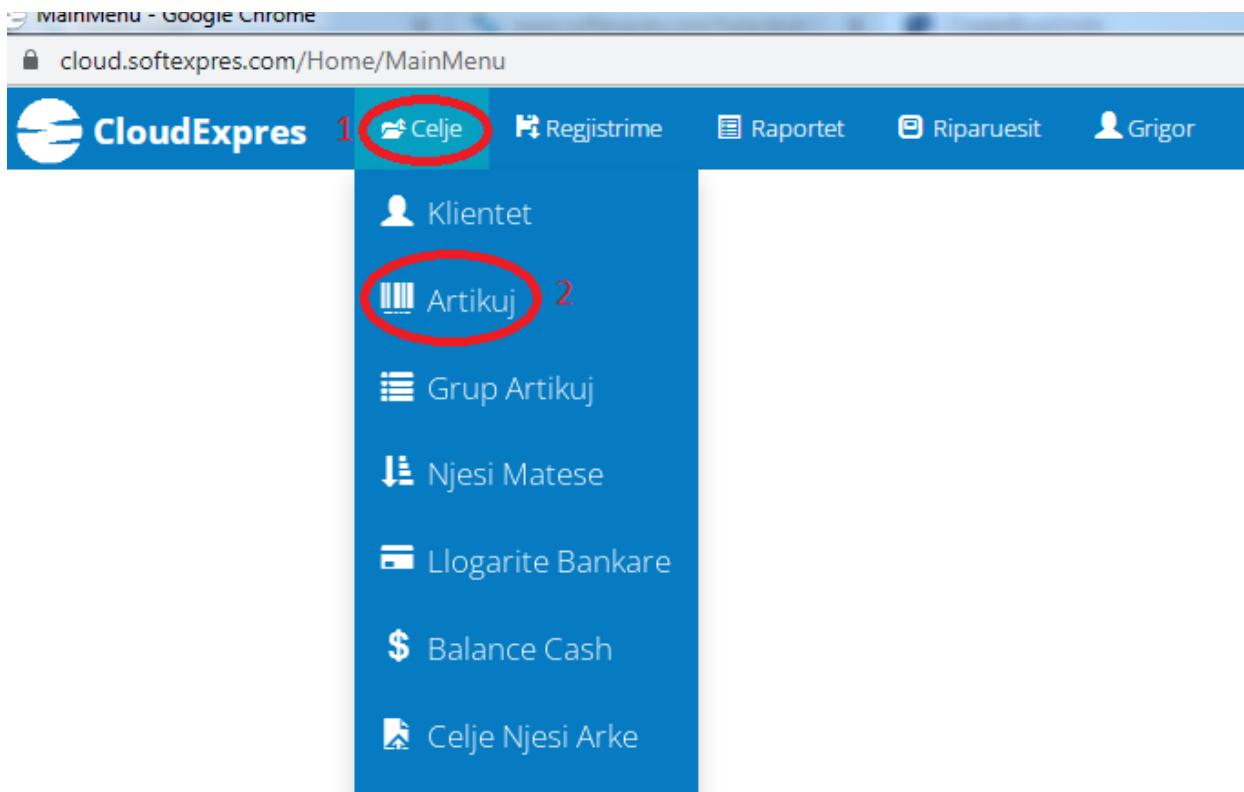 MainMenu - Google Chrome
cloud.softexpres.com/Home/MainMenu
CloudExpres 1 Celje Regjistrime Raportet Riparuesit Grigor
Klientet
Artikuj 2
Grup Artikuj
Njesi Matese
Llogarite Bankare
$ Balance Cash
Celje Njesi Arke